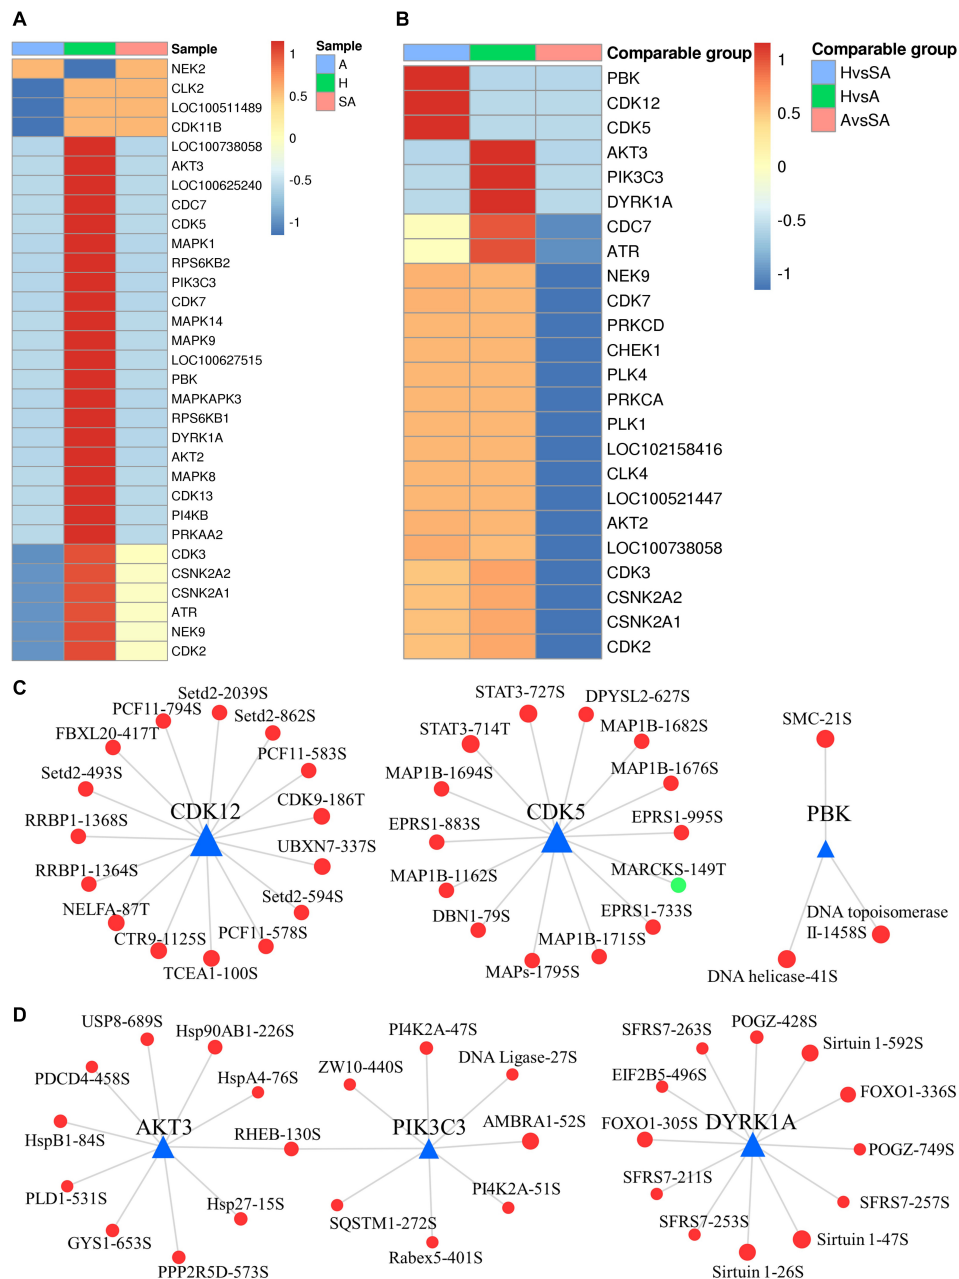 A
Sample
NEK2
CLK2
LOC100511489
CDK11B
LOC100738058
AKT3
LOC100625240
CDC7
CDK5
MAPK1
RPS6KB2
PIK3C3
CDK7
MAPK14
MAPK9
LOC100627515
PBK
MAPKAPK3
RPS6KB1
DYRK1A
AKT2
MAPK8
CDK13
PI4KB
PRKAA2
CDK3
CSNK2A2
CSNK2A1
ATR
NEK9
CDK2
1
0.5
0
-0.5
-1
Sample
A
H
SA
B
Comparable group
PBK
CDK12
CDK5
AKT3
PIK3C3
DYRK1A
CDC7
ATR
NEK9
CDK7
PRKCD
CHEK1
PLK4
PRKCA
PLK1
LOC102158416
CLK4
LOC100521447
AKT2
LOC100738058
CDK3
CSNK2A2
CSNK2A1
CDK2
1
0.5
0
-0.5
-1
Comparable group
HvsSA
HvsA
AvsSA
C
Setd2-2039S
PCF11-794S
Setd2-862S
FBXL20-417T
PCF11-583S
Setd2-493S
CDK12
CDK9-186T
RRBP1-1368S
UBXN7-337S
RRBP1-1364S
Setd2-594S
NELFA-87T
CTR9-1125S
PCF11-578S
TCEA1-100S
STAT3-727S
DPYSL2-627S
STAT3-714T
MAP1B-1682S
MAP1B-1694S
MAP1B-1676S
CDK5
EPRS1-883S
EPRS1-995S
MAP1B-1162S
MARCKS-149T
DBN1-79S
EPRS1-733S
MAP1B-1715S
MAPs-1795S
SMC-21S
PBK
DNA topoisomerase
II-1458S
DNA helicase-41S
D
USP8-689S
Hsp90AB1-226S
PDCD4-458S
HspA4-76S
AKT3
HspB1-84S
RHEB-130S
PLD1-531S
Hsp27-15S
GYS1-653S
PPP2R5D-573S
PI4K2A-47S
ZW10-440S
DNA Ligase-27S
PIK3C3
AMBRA1-52S
PI4K2A-51S
SQSTM1-272S
Rabex5-401S
SFRS7-263S
POGZ-428S
Sirtuin 1-592S
EIF2B5-496S
FOXO1-336S
FOXO1-305S
DYRK1A
POGZ-749S
SFRS7-211S
SFRS7-257S
SFRS7-253S
Sirtuin 1-47S
Sirtuin 1-26S